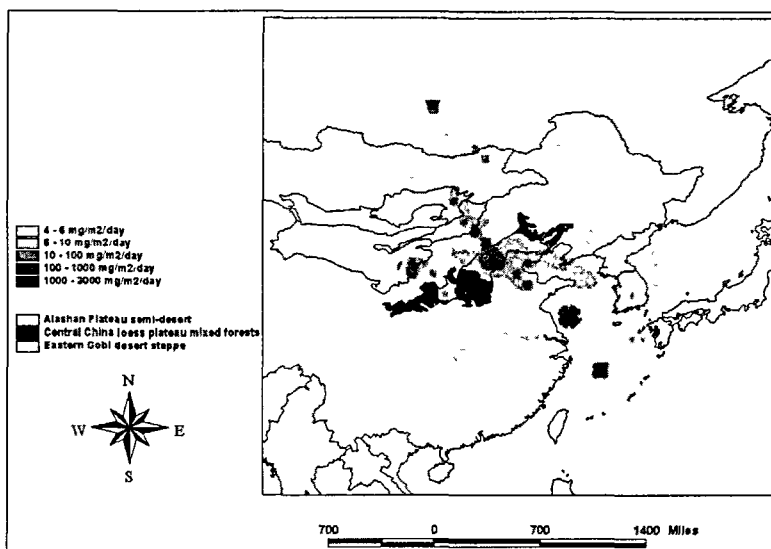 4 - 6 mg/m2/day
6 - 10 mg/m2/day
10 - 100 mg/m2/day
100 - 1000 mg/m2/day
1000 - 3000 mg/m2/day
Alashan Plateau semi-desert
Central China loess plateau mixed forests
Eastern Gobi desert steppe
N
W E
S
700 0 700 1400 Miles